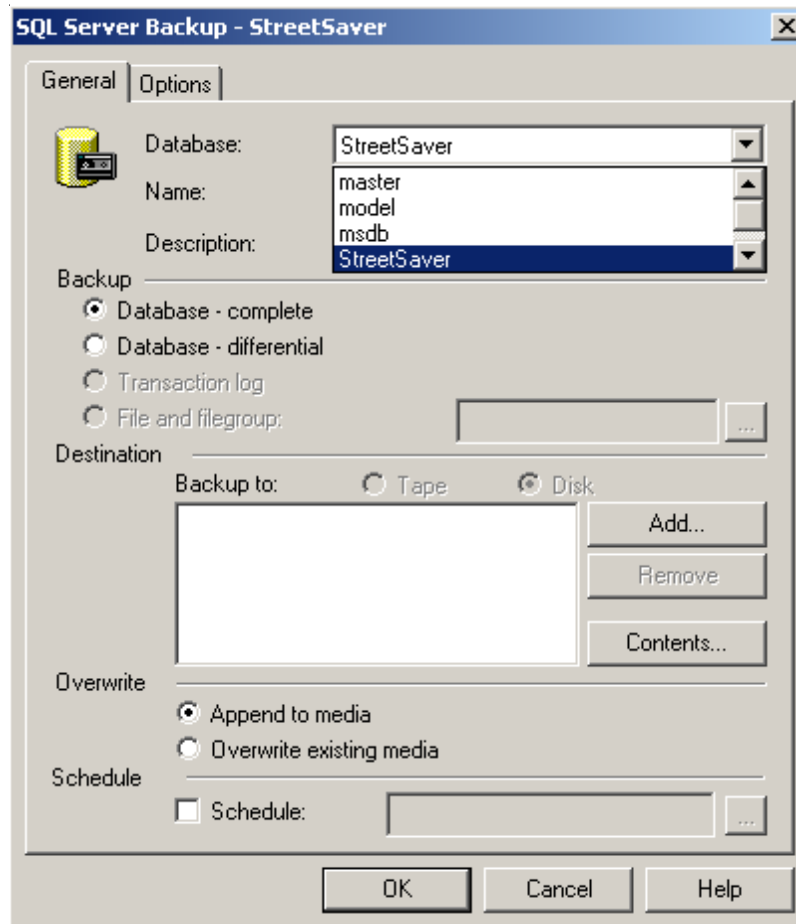 SQL Server Backup - StreetSaver
General Options
Database: StreetSaver
Name:
master
model
msdb
StreetSaver
Description:
Backup
Database - complete
Database - differential
Transaction log
File and filegroup: ...
Destination
Backup to: Tape Disk
Add...
Remove
Contents...
Overwrite
Append to media
Overwrite existing media
Schedule
Schedule: ...
OK Cancel Help